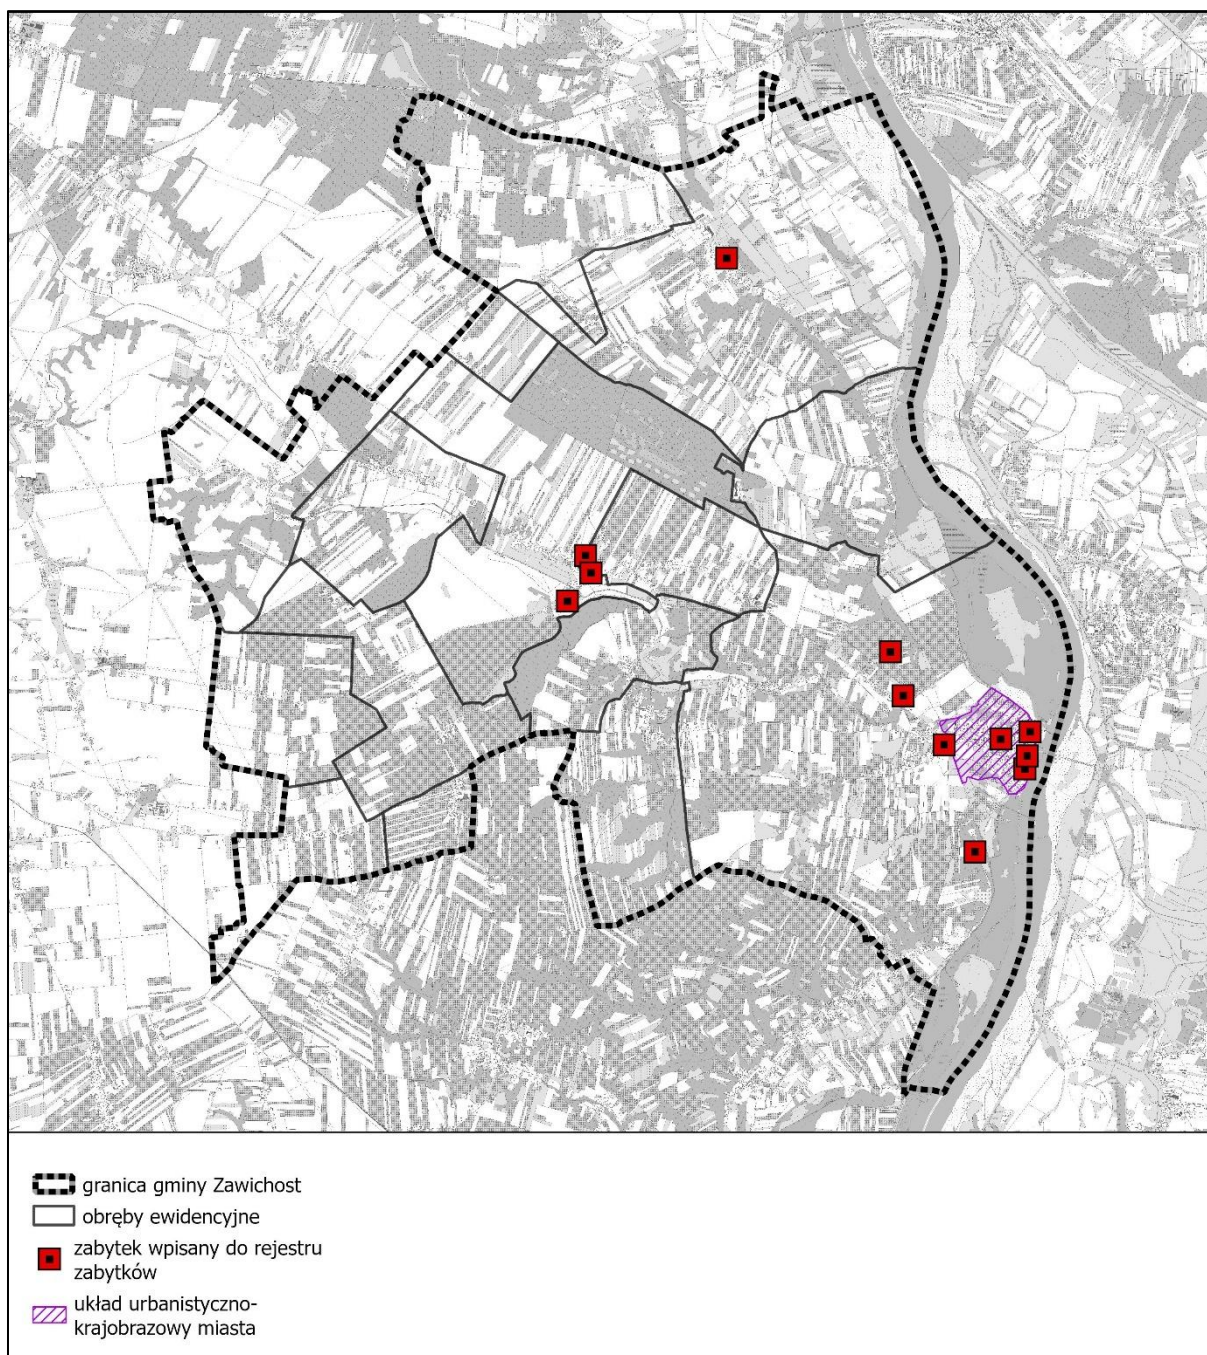 granica gminy Zawichost
obręby ewidencyjne
zabytek wpisany do rejestru
zabytków
układ urbanistyczno-
krajobrazowy miasta